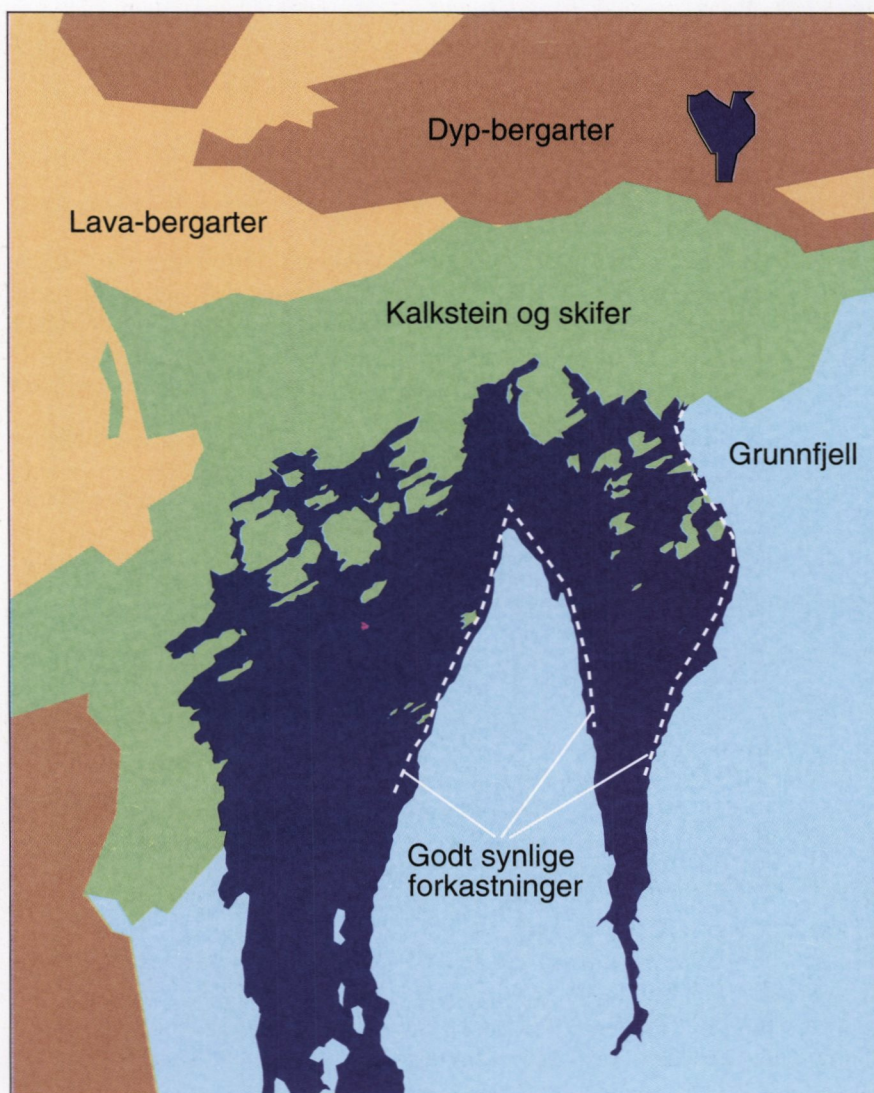 Dyp-bergarter
Lava-bergarter
Kalkstein og skifer
Grunnfjell
Godt synlige
forkastninger